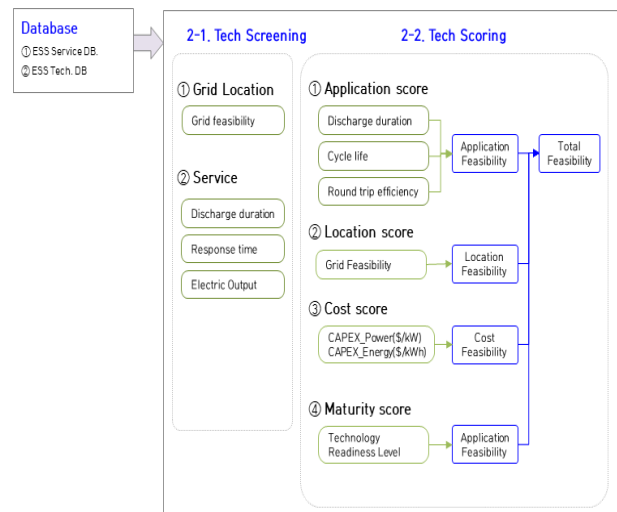 Database
① ESS Service DB.
② ESS Tech. DB
2-1. Tech Screening
① Grid Location
Grid feasibility
② Service
Discharge duration
Response time
Electric Output
2-2. Tech Scoring
① Application score
Discharge duration
Cycle life
Round trip efficiency
Application
Feasibility
Total
Feasibility
② Location score
Grid Feasibility
Location
Feasibility
③ Cost score
CAPEX_Power($/kW)
CAPEX_Energy($/kWh)
Cost
Feasibility
④ Maturity score
Technology
Readiness Level
Application
Feasibility